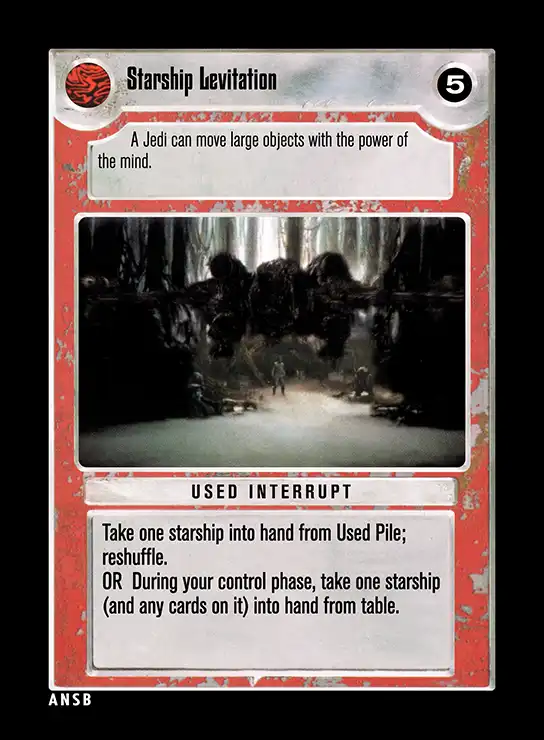 Starship Levitation
5
A Jedi can move large objects with the power of
the mind.
USED INTERRUPT
Take one starship into hand from Used Pile;
reshuffle.
OR During your control phase, take one starship
(and any cards on it) into hand from table.
ANSB